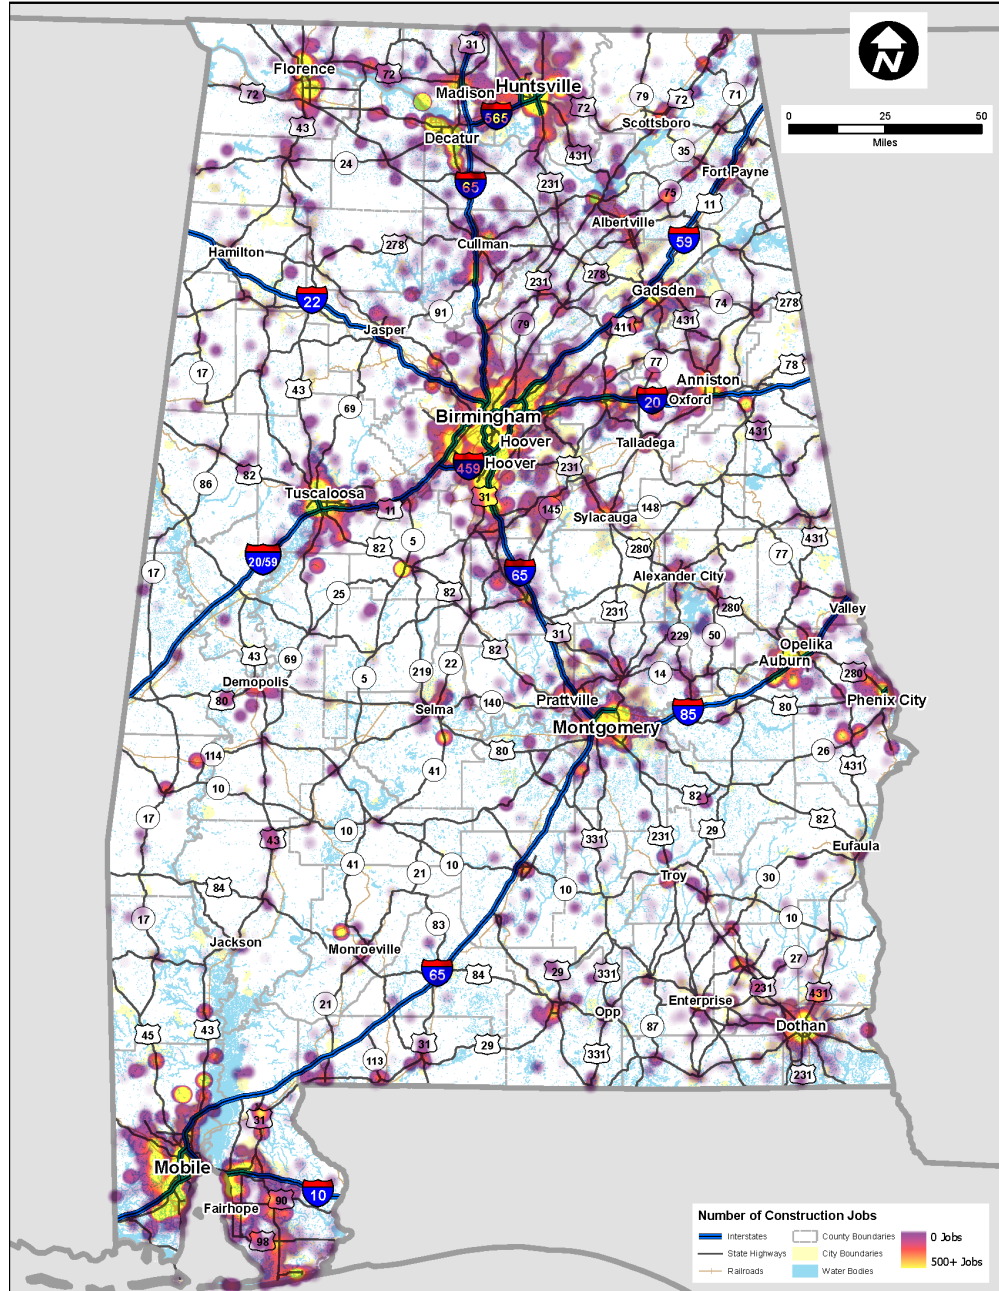 N
0 25 50
Miles
31
Florence
72
72
Madison
Huntsville
79
72
71
72
565
43
Scottsboro
Decatur
24
431
35
Fort Payne
65
231
75
11
Albertville
278
Cullman
59
Hamilton
278
231
Gadsden
22
74
278
91
79
411
431
Jasper
77
78
17
Anniston
43
20
Oxford
69
Birmingham
431
Hoover
Talladega
459
Hoover
231
82
86
Tuscaloosa
31
11
145
148
Sylacauga
431
5
82
280
77
20/59
17
65
Alexander City
25
82
280
Valley
231
31
229
50
Opelika
82
43
69
22
Auburn
219
14
280
5
Demopolis
80
140
Prattville
Phenix City
Selma
80
85
Montgomery
80
26
114
41
431
10
82
17
82
10
29
43
331
231
Eufaula
41
10
21
Troy
30
84
10
17
83
10
Jackson
Monroeville
27
65
84
29
331
231
431
21
Enterprise
Opp
87
Dothan
45
43
31
29
331
113
231
31
Mobile
10
90
Fairhope
98
Number of Construction Jobs
Interstates
State Highways
Railroads
County Boundaries
City Boundaries
Water Bodies
0 Jobs
500+ Jobs